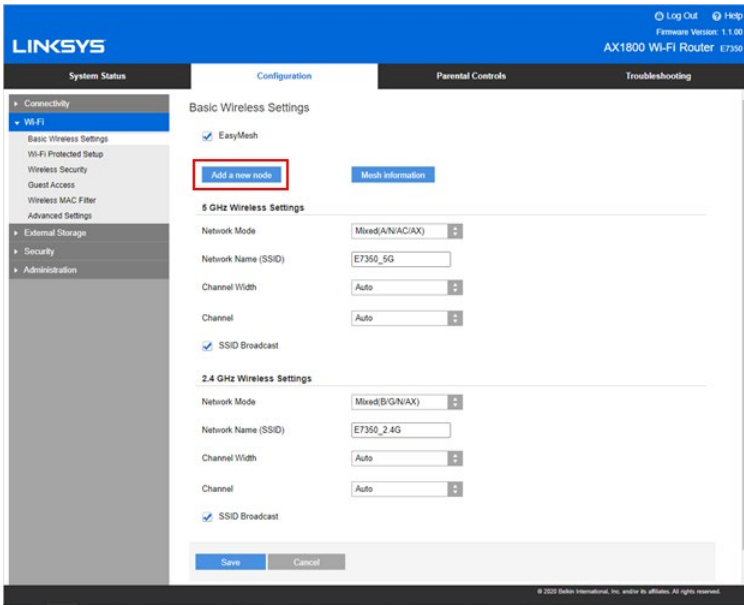 Log Out Help
Firmware Version: 1.1.00
LINKSYS
AX1800 Wi-Fi Router E7350
System Status Configuration Parental Controls Troubleshooting
Connectivity
Wi-Fi
Basic Wireless Settings
Wi-Fi Protected Setup
Wireless Security
Guest Access
Wireless MAC Filter
Advanced Settings
External Storage
Security
Administration
Basic Wireless Settings
EasyMesh
Add a new node Mesh information
5 GHz Wireless Settings
Network Mode Mixed(A/N/AC/AX)
Network Name (SSID) E7350_5G
Channel Width Auto
Channel Auto
SSID Broadcast
2.4 GHz Wireless Settings
Network Mode Mixed(B/G/N/AX)
Network Name (SSID) E7350_2.4G
Channel Width Auto
Channel Auto
SSID Broadcast
Save Cancel
© 2020 Belkin International, Inc. and/or its affiliates. All rights reserved.